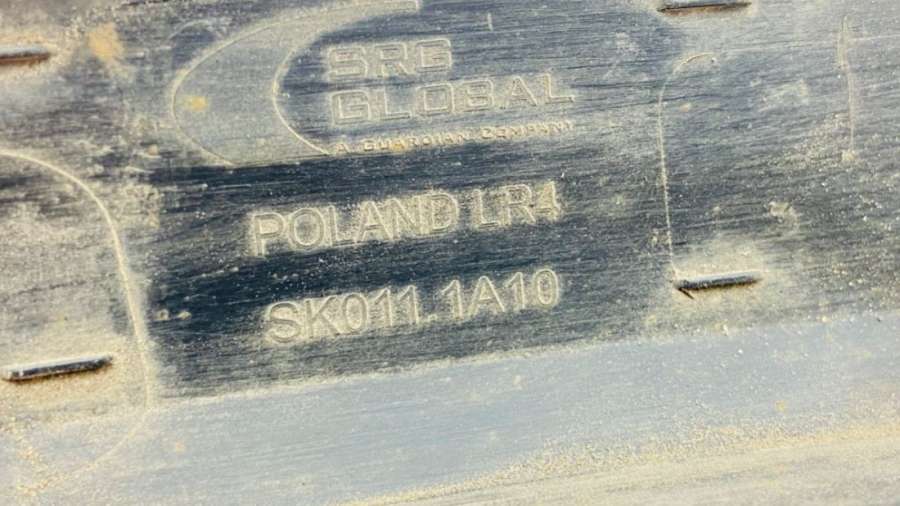 SRG
GLOBAL
A GUARDIAN COMPANY
POLAND LR4
SK011.1A10